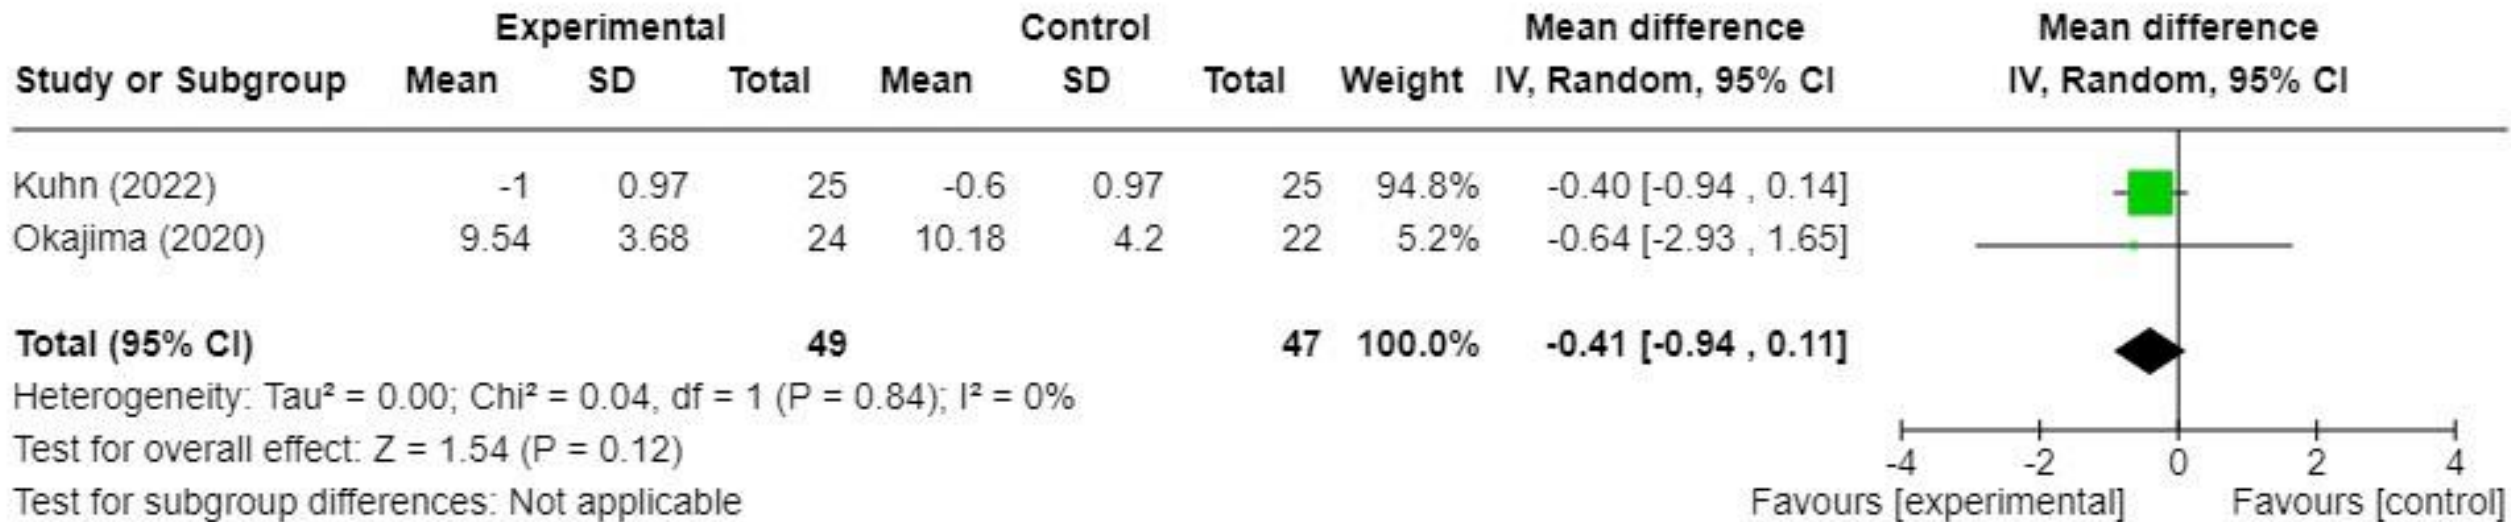 Experimental Control Mean difference Mean difference
Study or Subgroup Mean SD Total Mean SD Total Weight IV, Random, 95% CI IV, Random, 95% CI
Kuhn (2022) -1 0.97 25 -0.6 0.97 25 94.8% -0.40 [-0.94 , 0.14]
Okajima (2020) 9.54 3.68 24 10.18 4.2 22 5.2% -0.64 [-2.93 , 1.65]
Total (95% CI) 49 47 100.0% -0.41 [-0.94 , 0.11]
Heterogeneity: Tau² = 0.00; Chi² = 0.04, df = 1 (P = 0.84); I² = 0%
Test for overall effect: Z = 1.54 (P = 0.12)
-4 -2 0 2 4
Test for subgroup differences: Not applicable Favours [experimental] Favours [control]